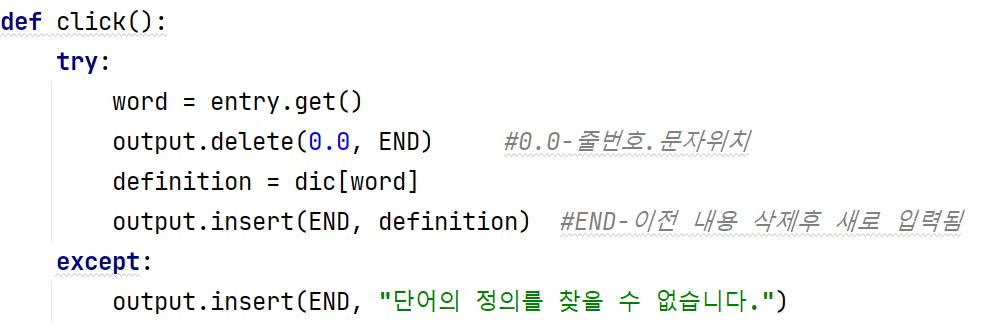 def click():
    try:
        word = entry.get()
        output.delete(0.0, END)     #0.0-줄번호.문자위치
        definition = dic[word]
        output.insert(END, definition)  #END-이전 내용 삭제후 새로 입력됨
    except:
        output.insert(END, "단어의 정의를 찾을 수 없습니다.")